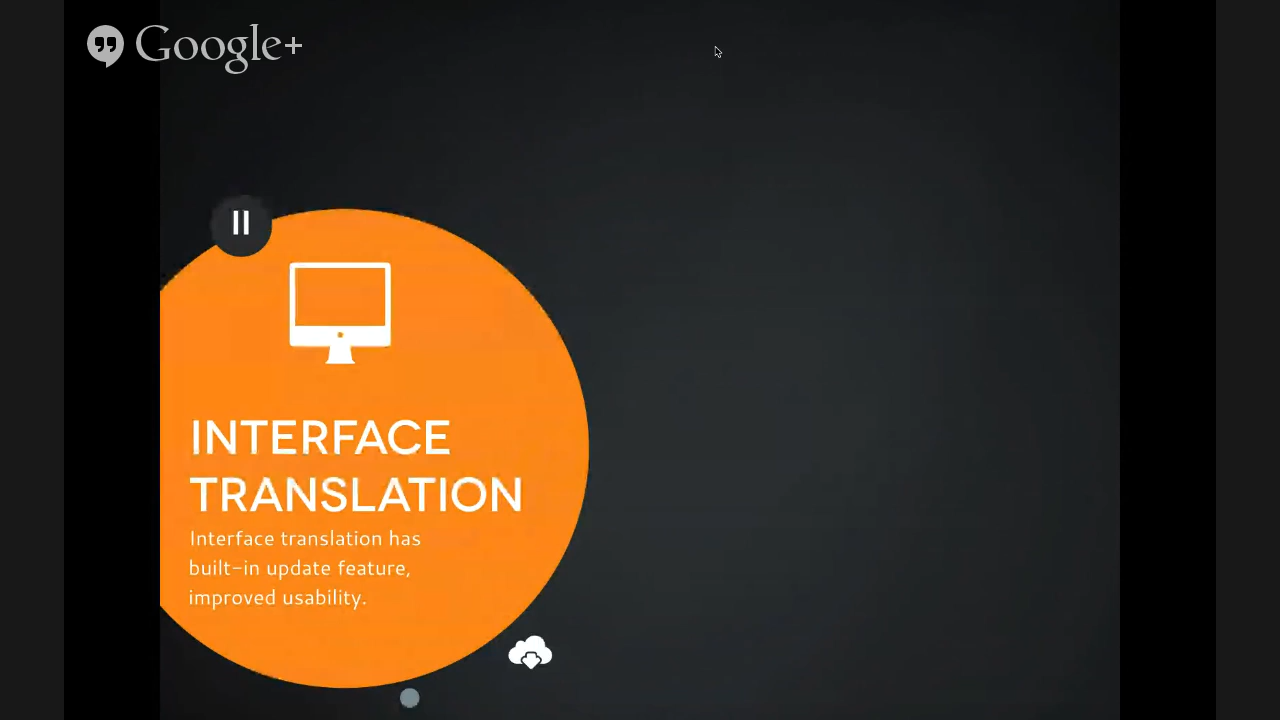 Google+
INTERFACE
TRANSLATION
Interface translation has
built-in update feature,
improved usability.